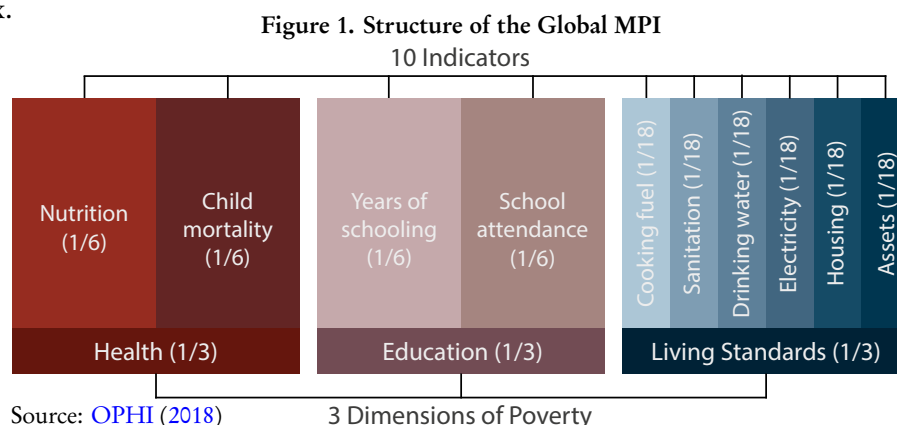 k.
Figure 1. Structure of the Global MPI
10 Indicators
Nutrition
(1/6)
Child
mortality
(1/6)
Years of
schooling
(1/6)
School
attendance
(1/6)
Cooking fuel (1/18)
Sanitation (1/18)
Drinking water (1/18)
Electricity (1/18)
Housing (1/18)
Assets (1/18)
Health (1/3)
Education (1/3)
Living Standards (1/3)
3 Dimensions of Poverty
Source: OPHI (2018)